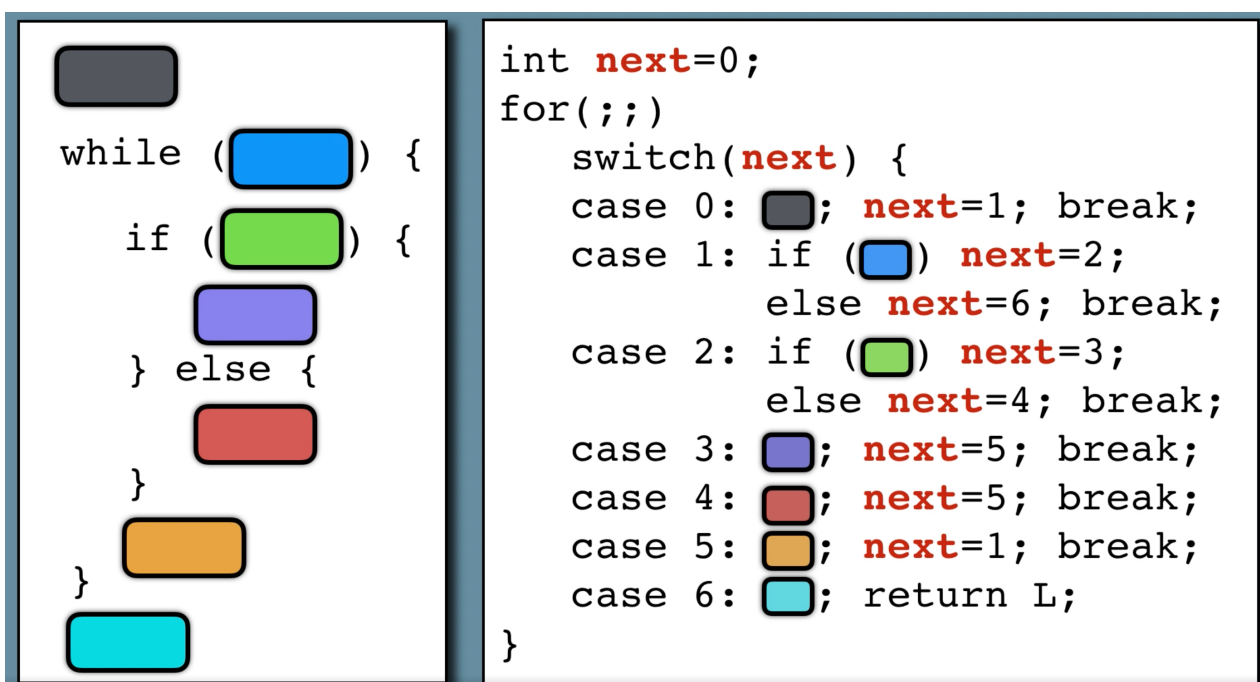 while ( ) {
if ( ) {
} else {
}
}
int next=0;
for(;;)
switch(next) {
case 0: ; next=1; break;
case 1: if ( ) next=2;
else next=6; break;
case 2: if ( ) next=3;
else next=4; break;
case 3: ; next=5; break;
case 4: ; next=5; break;
case 5: ; next=1; break;
case 6: ; return L;
}